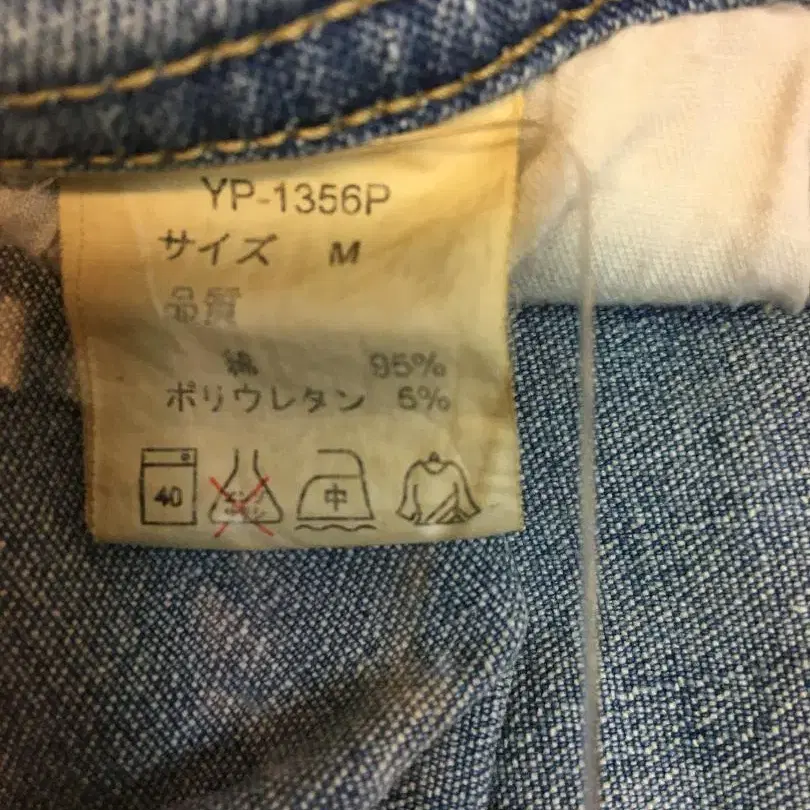 YP-1356P
サイズ M
品質
綿 95%
ポリウレタン 5%
40 中